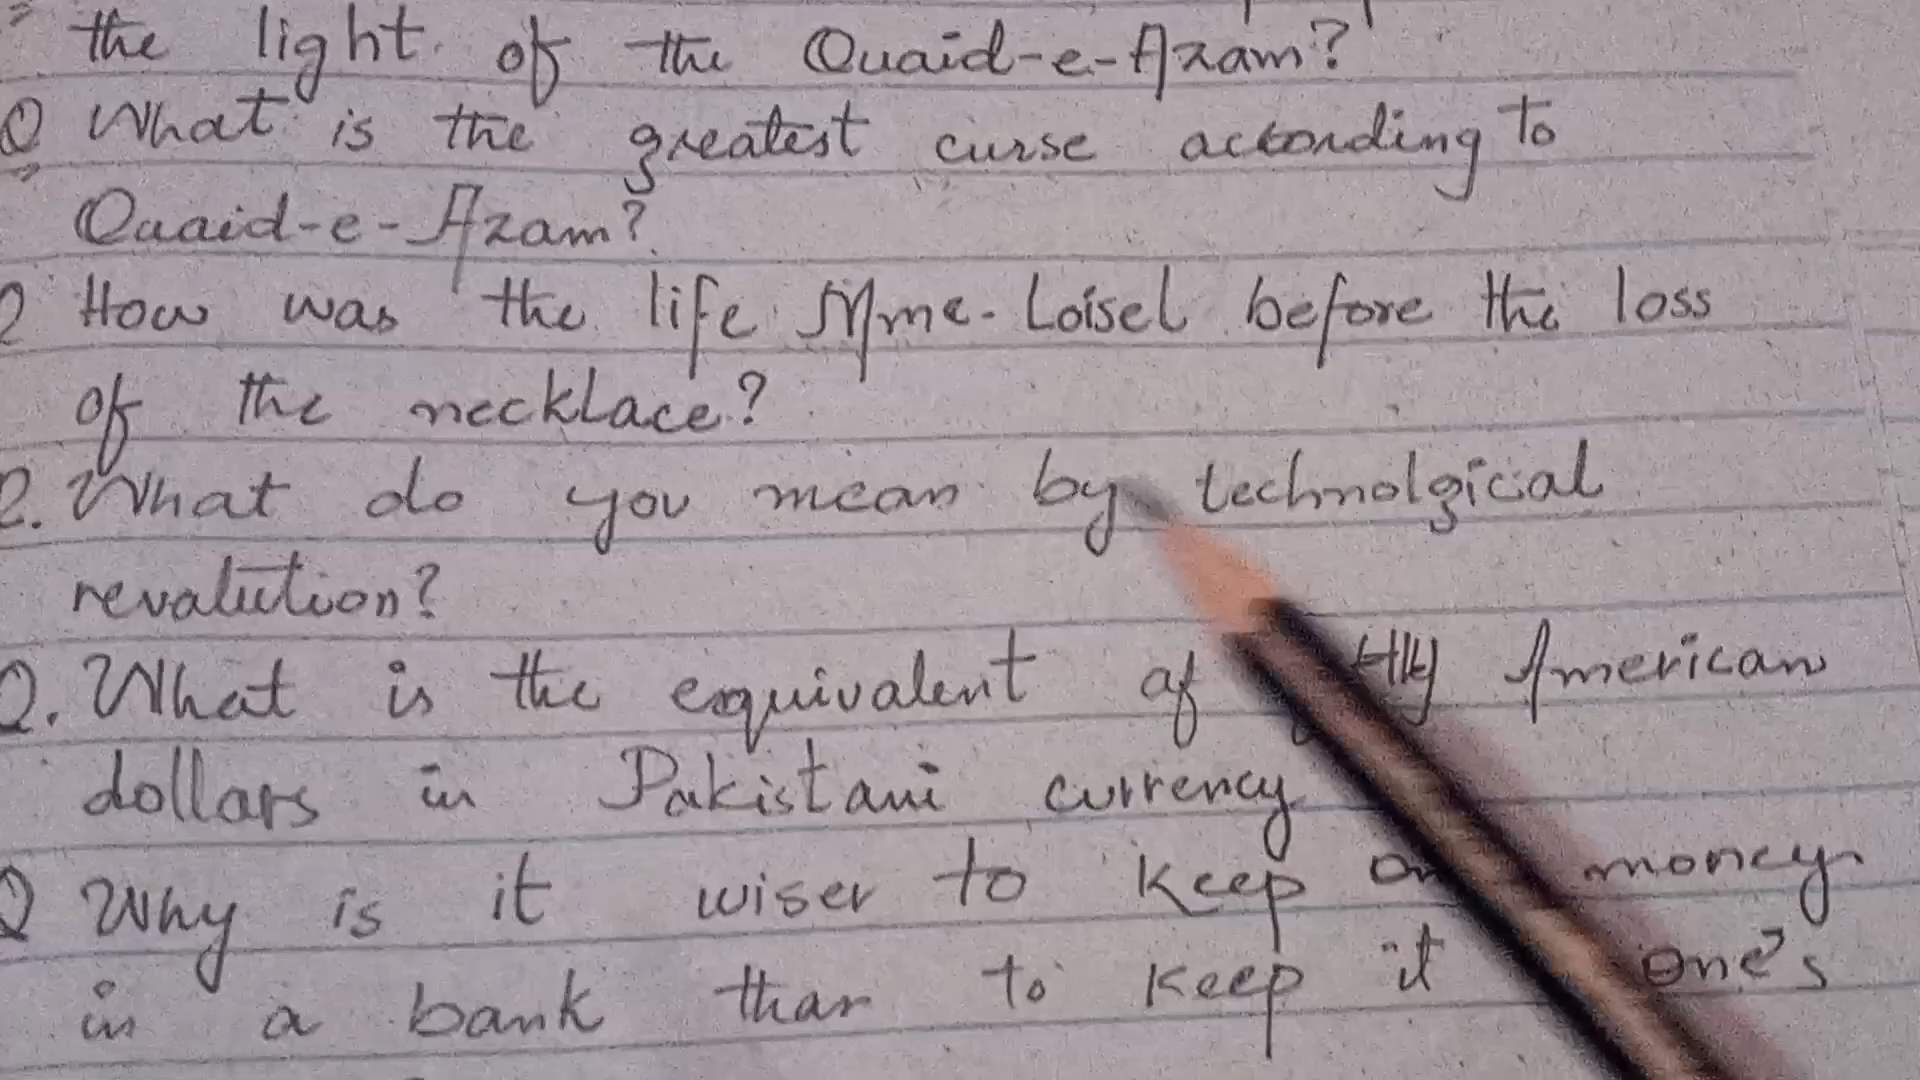 the light of the Quaid-e-Azam?
Q What is the greatest curse according to
Quaid-e-Azam?
Q How was the life Mme. Loisel before the loss
of the necklace?
Q. What do you mean by technolgical
revalution?
Q. What is the equivalent of American
dollars in Pakistani currency
Q Why is it wiser to keep money
in a bank than to keep it one's